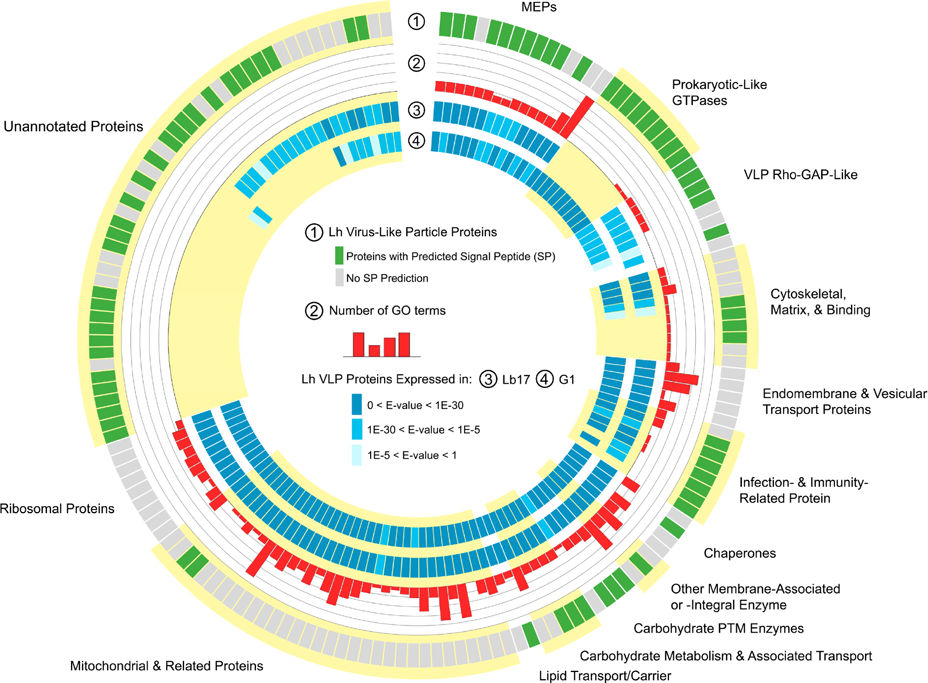 MEPs
1
2
3
4
Prokaryotic-Like
GTPases
Unannotated Proteins
VLP Rho-GAP-Like
1 Lh Virus-Like Particle Proteins
Proteins with Predicted Signal Peptide (SP)
No SP Prediction
Cytoskeletal,
Matrix, & Binding
2 Number of GO terms
Lh VLP Proteins Expressed in: 3 Lb17 4 G1
0 < E-value < 1E-30
1E-30 < E-value < 1E-5
1E-5 < E-value < 1
Endomembrane & Vesicular
Transport Proteins
Infection- & Immunity-
Related Protein
Ribosomal Proteins
Chaperones
Other Membrane-Associated
or -Integral Enzyme
Carbohydrate PTM Enzymes
Carbohydrate Metabolism & Associated Transport
Mitochondrial & Related Proteins
Lipid Transport/Carrier